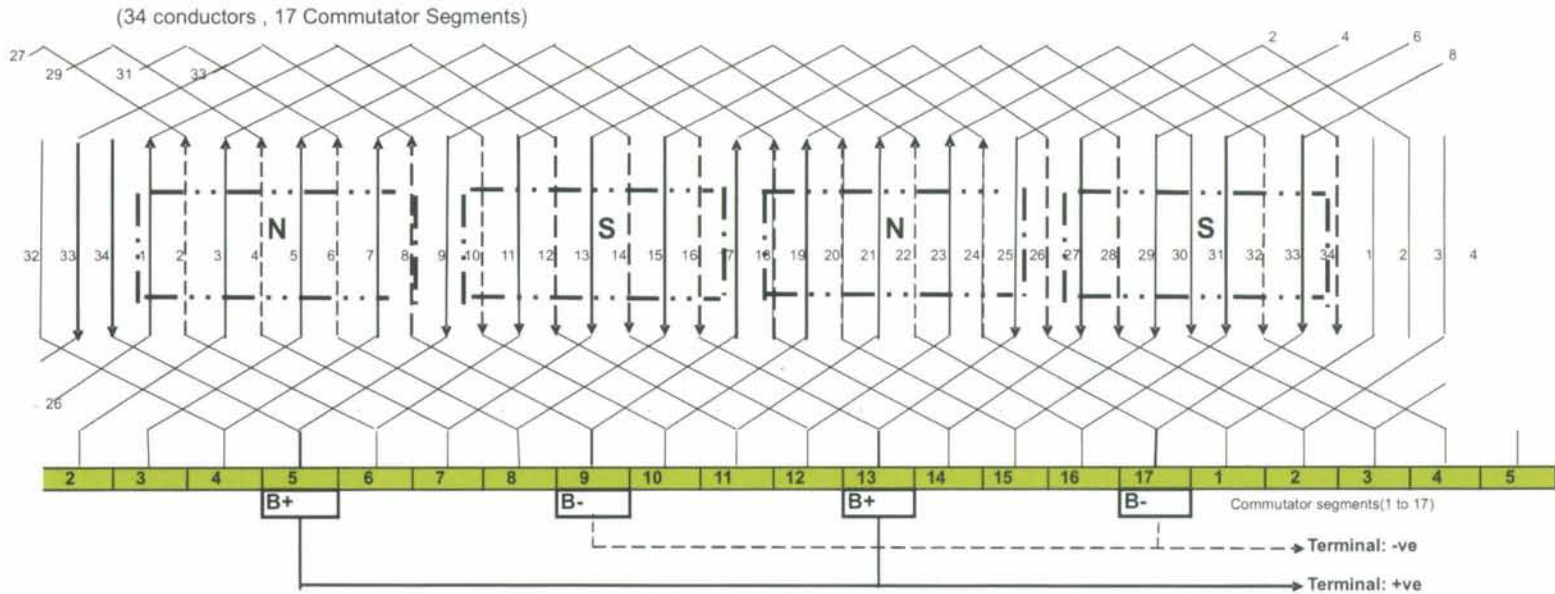 (34 conductors , 17 Commutator Segments)
2 4 6
27 29 31 33 8
N S N S
32 33 34 1 2 3 4 5 6 7 8 9 10 11 12 13 14 15 16 17 18 19 20 21 22 23 24 25 26 27 28 29 30 31 32 33 34 1 2 3 4
26
2 3 4 5 6 7 8 9 10 11 12 13 14 15 16 17 1 2 3 4 5
B+ B- B+ B- Commutator segments(1 to 17)
Terminal: -ve
Terminal: +ve